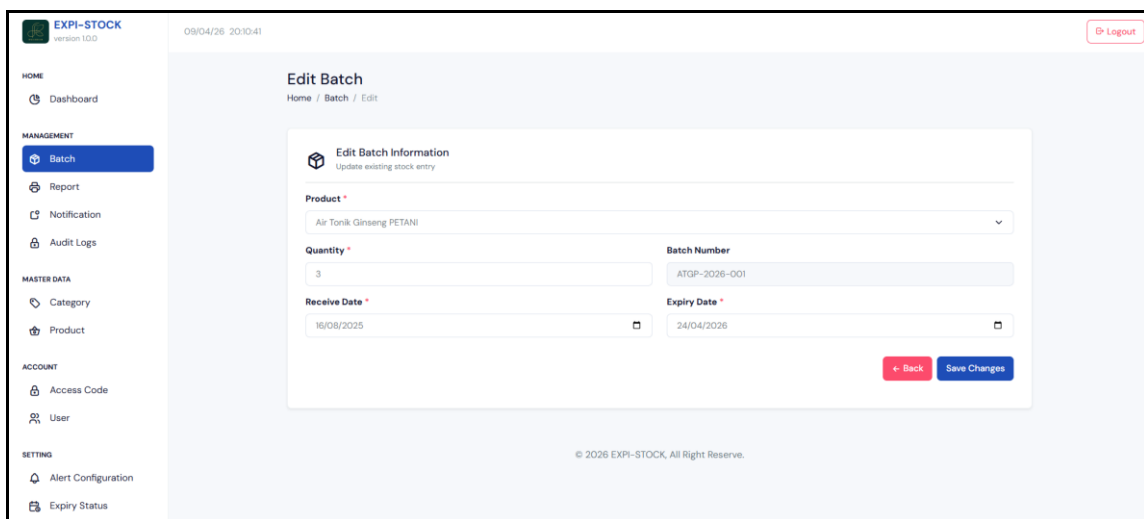 EXPI-STOCK
version 1.0.0
09/04/26 20:10:41
Logout
HOME
Dashboard
MANAGEMENT
Batch
Report
Notification
Audit Logs
MASTER DATA
Category
Product
ACCOUNT
Access Code
User
SETTING
Alert Configuration
Expiry Status
Edit Batch
Home / Batch / Edit
Edit Batch Information
Update existing stock entry
Product *
Air Tonik Ginseng PETANI
Quantity * Batch Number
3 ATGP-2026-001
Receive Date * Expiry Date *
16/08/2025 24/04/2026
← Back Save Changes
© 2026 EXPI-STOCK, All Right Reserve.